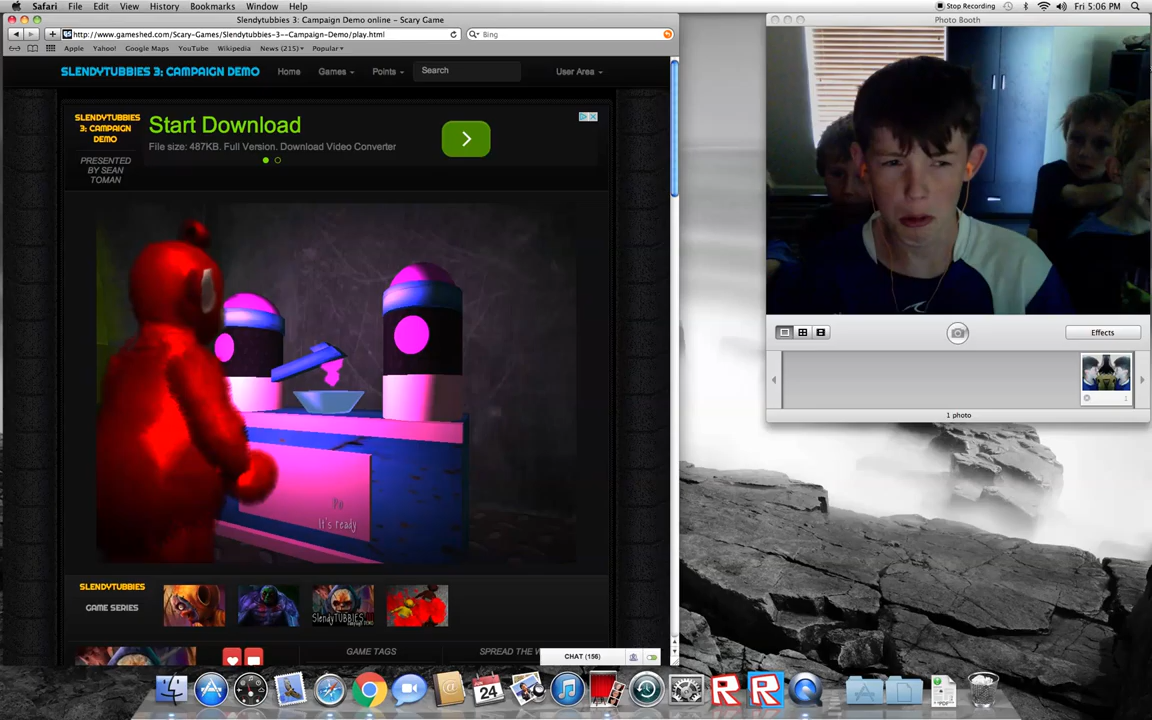 Safari File Edit View History Bookmarks Window Help
Stop Recording Fri 5:06 PM
Slendytubbies 3: Campaign Demo online – Scary Game
http://www.gameshed.com/Scary-Games/Slendytubbies-3--Campaign-Demo/play.html
Bing
Apple Yahoo! Google Maps YouTube Wikipedia News (215) Popular
SLENDYTUBBIES 3: CAMPAIGN DEMO Home Games Points Search User Area
SLENDYTUBBIES
3: CAMPAIGN
DEMO
PRESENTED
BY SEAN
TOMAN
Start Download
File size: 487KB. Full Version. Download Video Converter
Po
It's ready
SLENDYTUBBIES
GAME SERIES
SlendyTUBBIES
GAME TAGS
SPREAD THE W
CHAT (156)
Photo Booth
Effects
1
1 photo
JUN
24
PDF